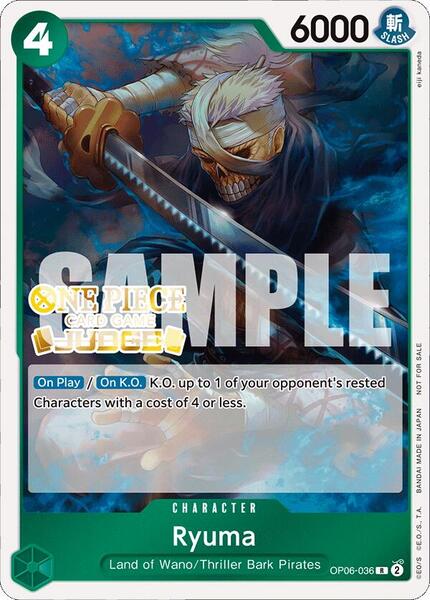 4
6000
斬
SLASH
eiji kaneda
SAMPLE
ONE PIECE
CARD GAME
JUDGE
On Play / On K.O. K.O. up to 1 of your opponent's rested
Characters with a cost of 4 or less.
NOT FOR SALE
BANDAI MADE IN JAPAN
©E/S ©E.O./S., T.A.
CHARACTER
Ryuma
Land of Wano/Thriller Bark Pirates
OP06-036 R 2